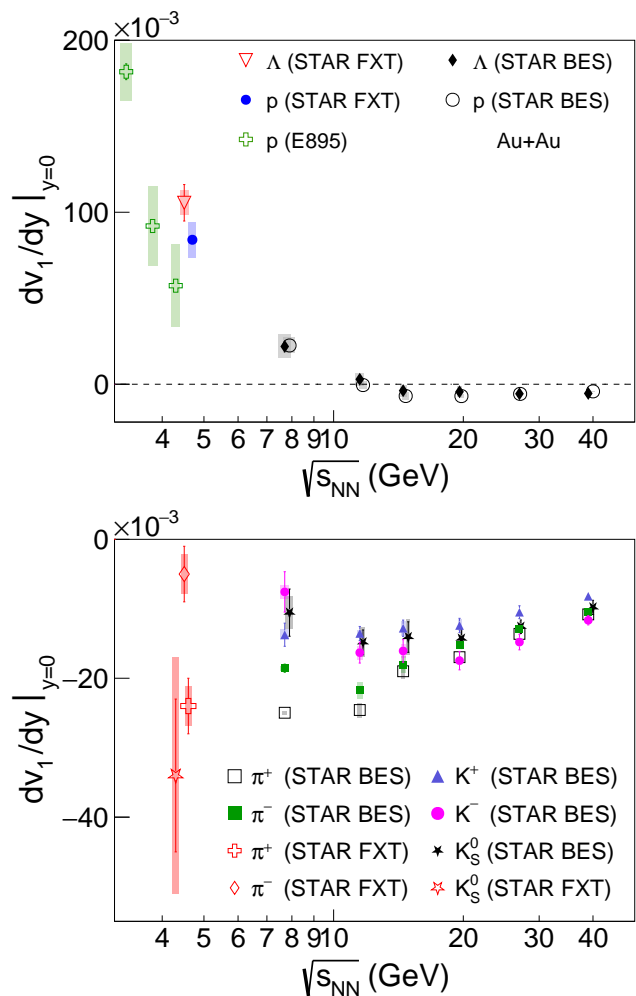 ×10⁻³
200
Λ (STAR FXT) Λ (STAR BES)
p (STAR FXT) p (STAR BES)
p (E895) Au+Au
100
0
dv₁/dy|y=0
4 5 6 7 8 9 10 20 30 40
√sNN (GeV)
×10⁻³
0
−20
−40
dv₁/dy|y=0
π⁺ (STAR BES) K⁺ (STAR BES)
π⁻ (STAR BES) K⁻ (STAR BES)
π⁺ (STAR FXT) K⁰S (STAR BES)
π⁻ (STAR FXT) K⁰S (STAR FXT)
4 5 6 7 8 9 10 20 30 40
√sNN (GeV)